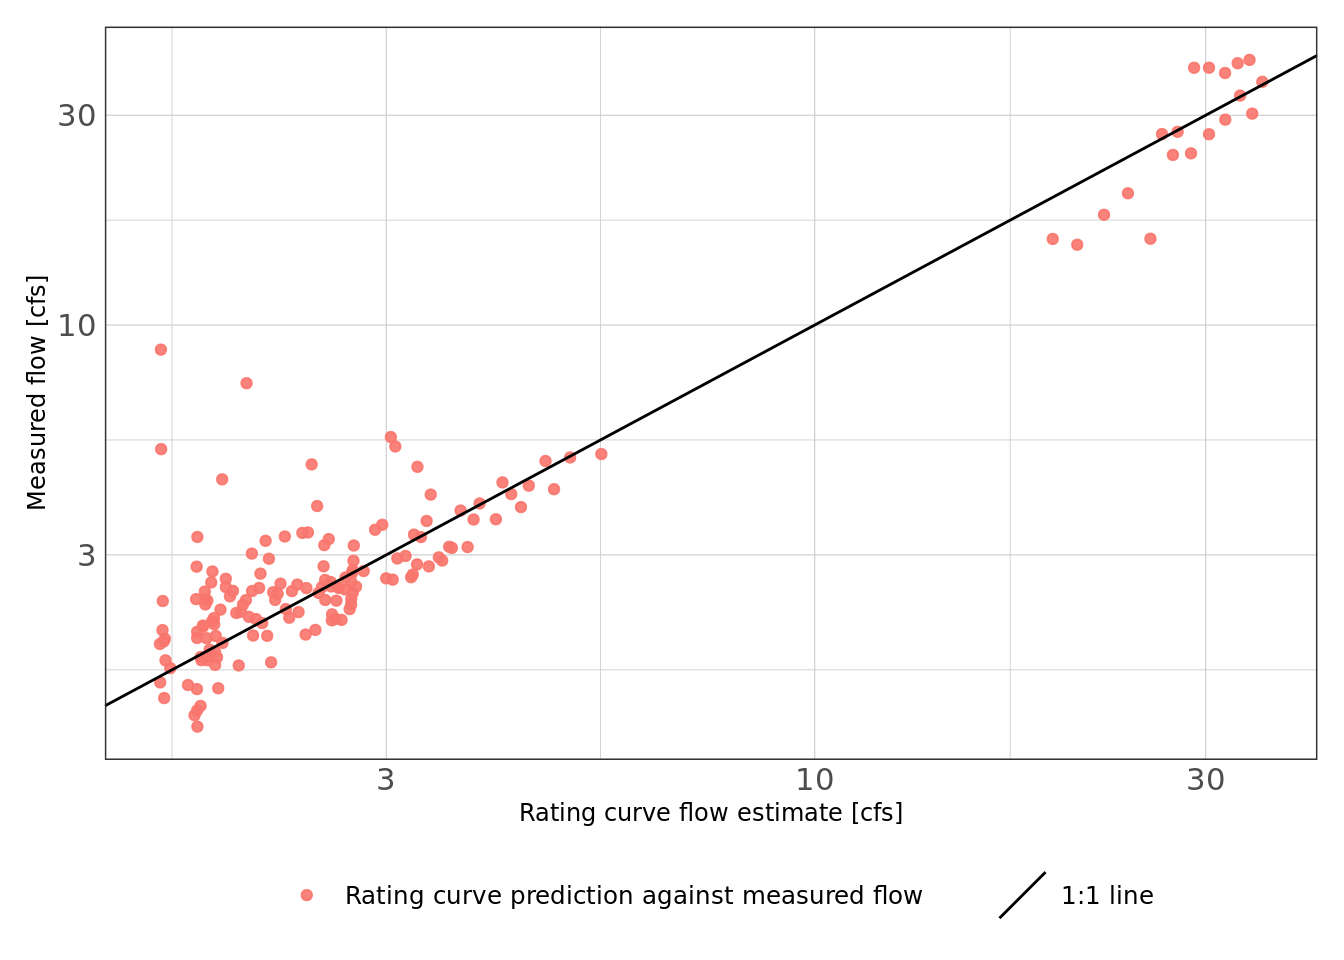 30
10
3
Measured flow [cfs]
3 10 30
Rating curve flow estimate [cfs]
Rating curve prediction against measured flow 1:1 line